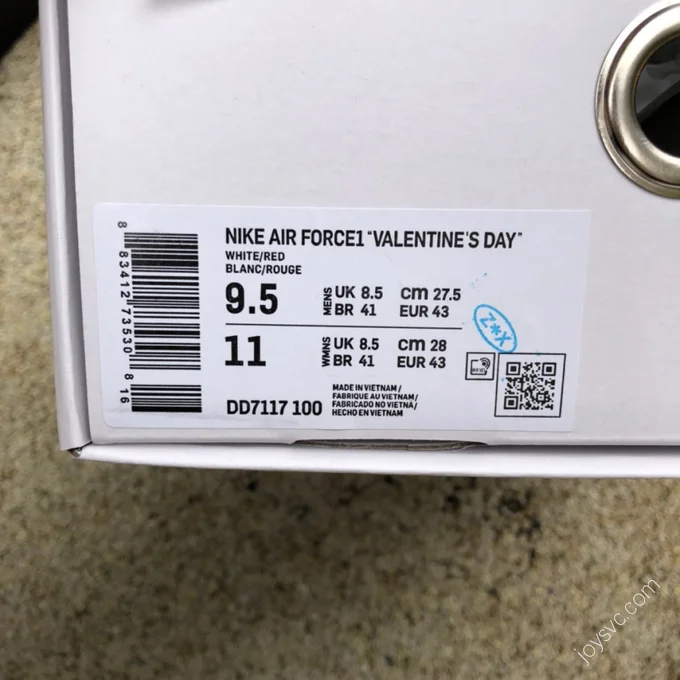 NIKE AIR FORCE1 "VALENTINE'S DAY"
WHITE/RED
BLANC/ROUGE
9.5 MENS UK 8.5 cm 27.5
BR 41 EUR 43
11 WMNS UK 8.5 cm 28
BR 41 EUR 43
DD7117 100
MADE IN VIETNAM/
FABRIQUE AU VIETNAM/
FABRICADO NO VIETNÃ/
HECHO EN VIETNAM
8 83412 73530 8 16
Z*X
RFID
joysvc.com